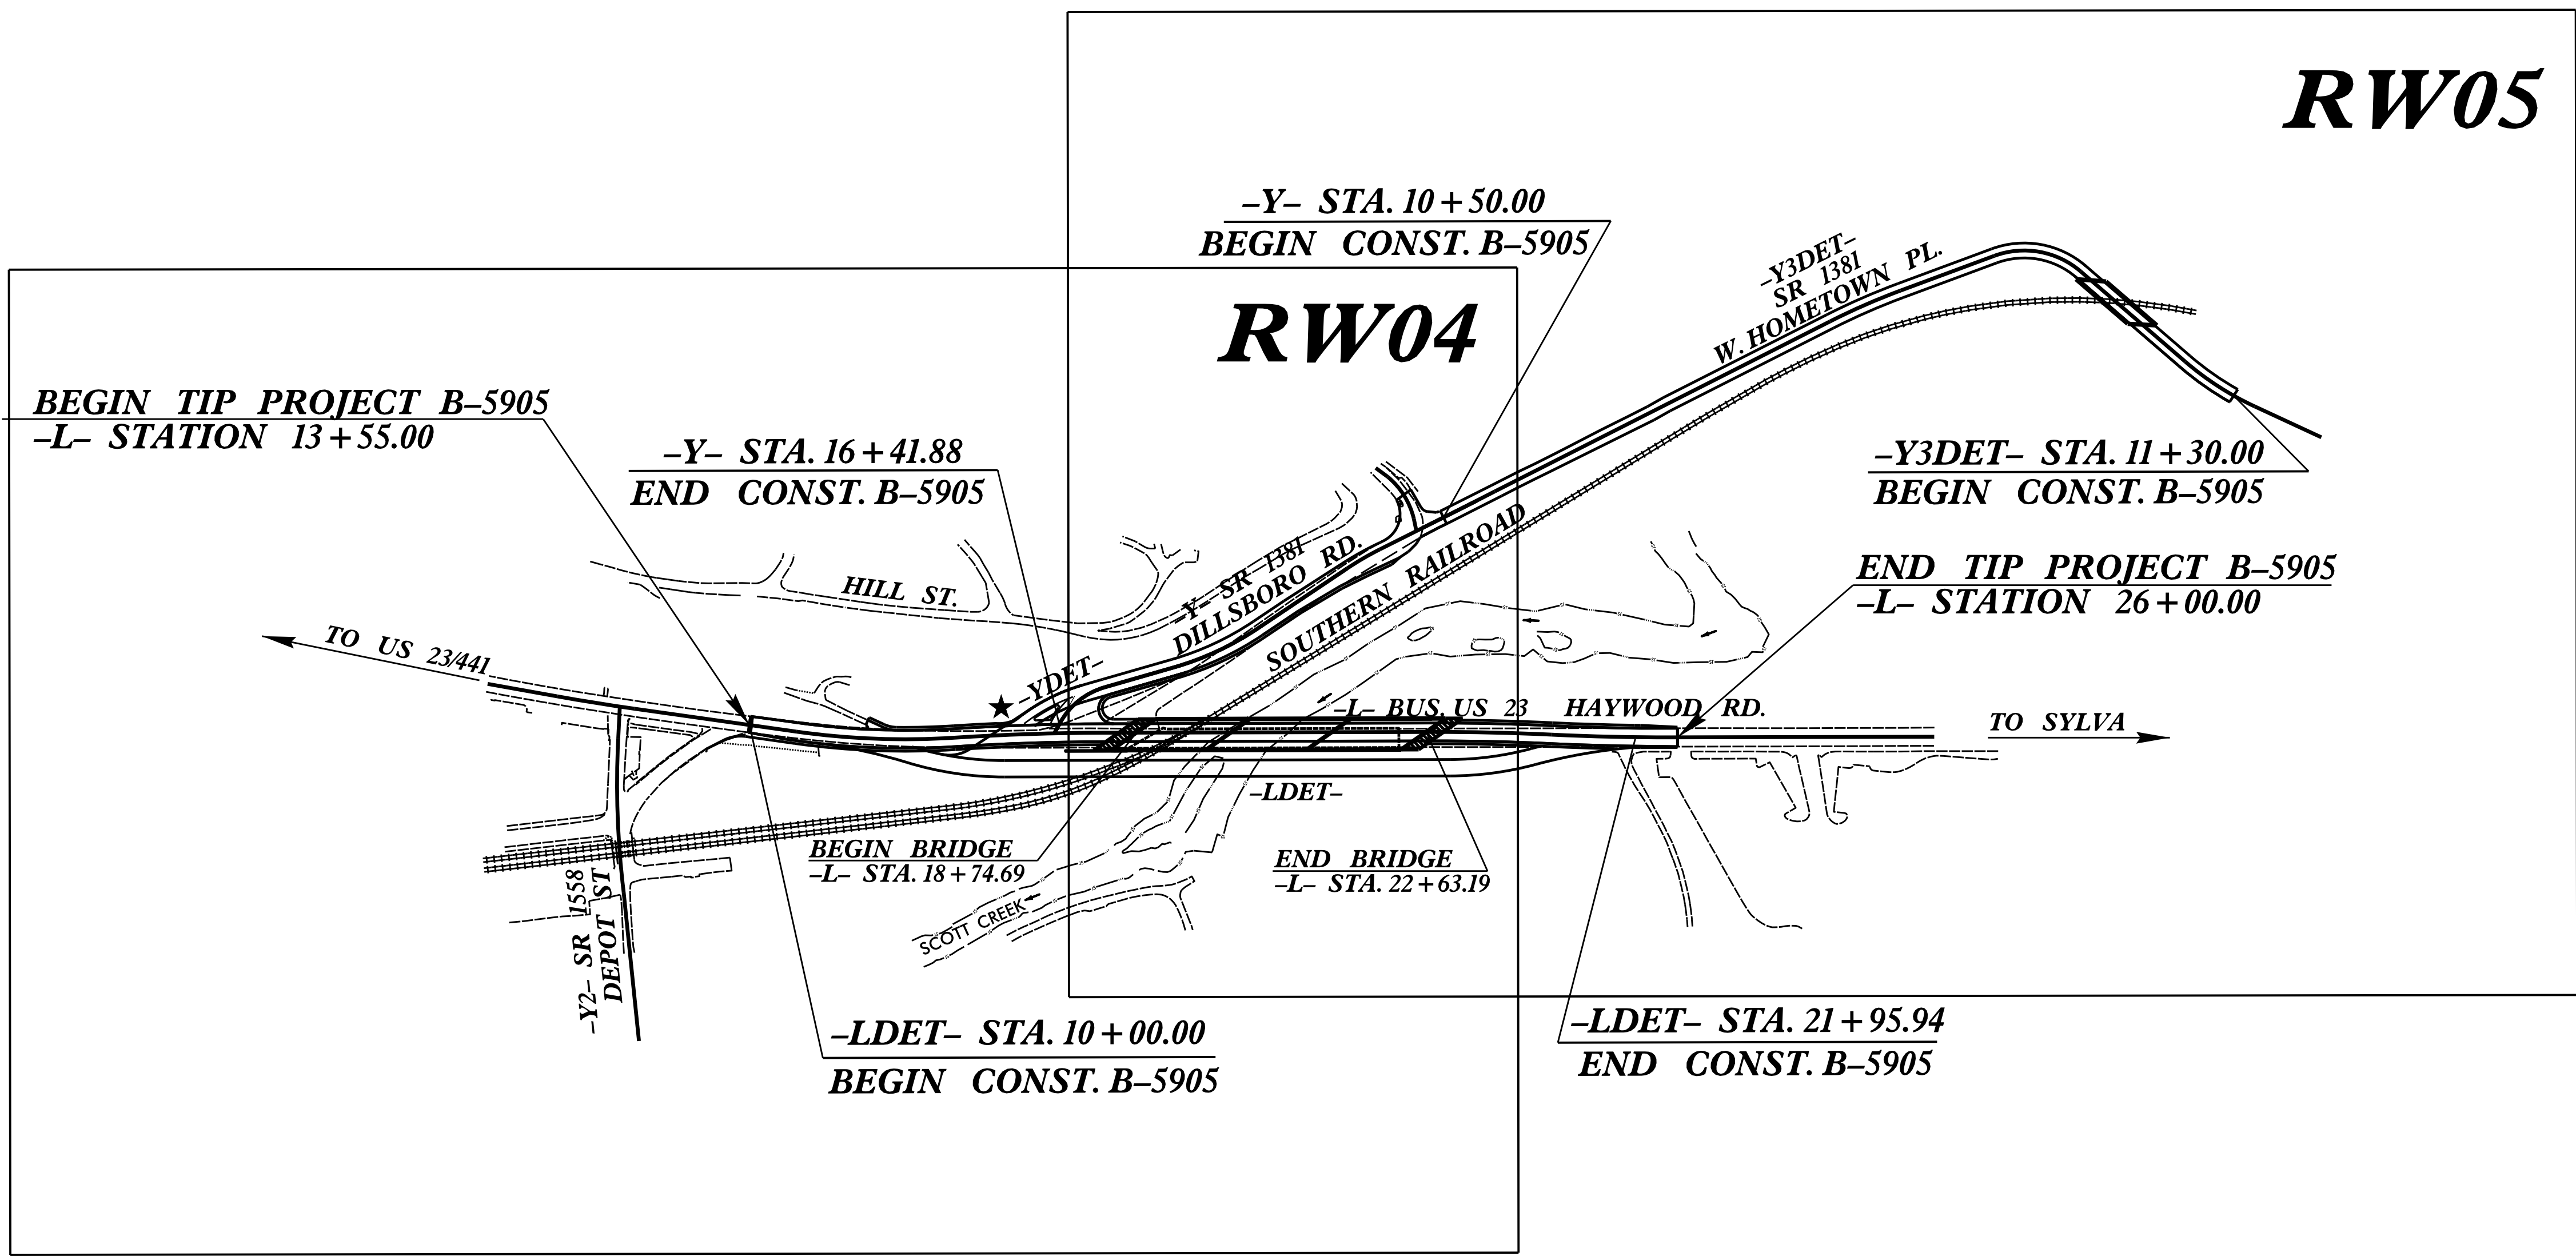 RW05
–Y– STA. 10+50.00
BEGIN CONST. B–5905
–Y3DET–
SR 1381
W. HOMETOWN PL.
RW04
BEGIN TIP PROJECT B–5905
–L– STATION 13+55.00
–Y– STA. 16+41.88
END CONST. B–5905
–Y3DET– STA. 11+30.00
BEGIN CONST. B–5905
HILL ST.
–Y– SR 1381
DILLSBORO RD.
SOUTHERN RAILROAD
END TIP PROJECT B–5905
–L– STATION 26+00.00
TO US 23/441
–YDET–
–L– BUS. US 23 HAYWOOD RD.
TO SYLVA
–LDET–
BEGIN BRIDGE
–L– STA. 18+74.69
END BRIDGE
–L– STA. 22+63.19
SCOTT CREEK
–Y2– SR 1558
DEPOT ST
–LDET– STA. 10+00.00
BEGIN CONST. B–5905
–LDET– STA. 21+95.94
END CONST. B–5905